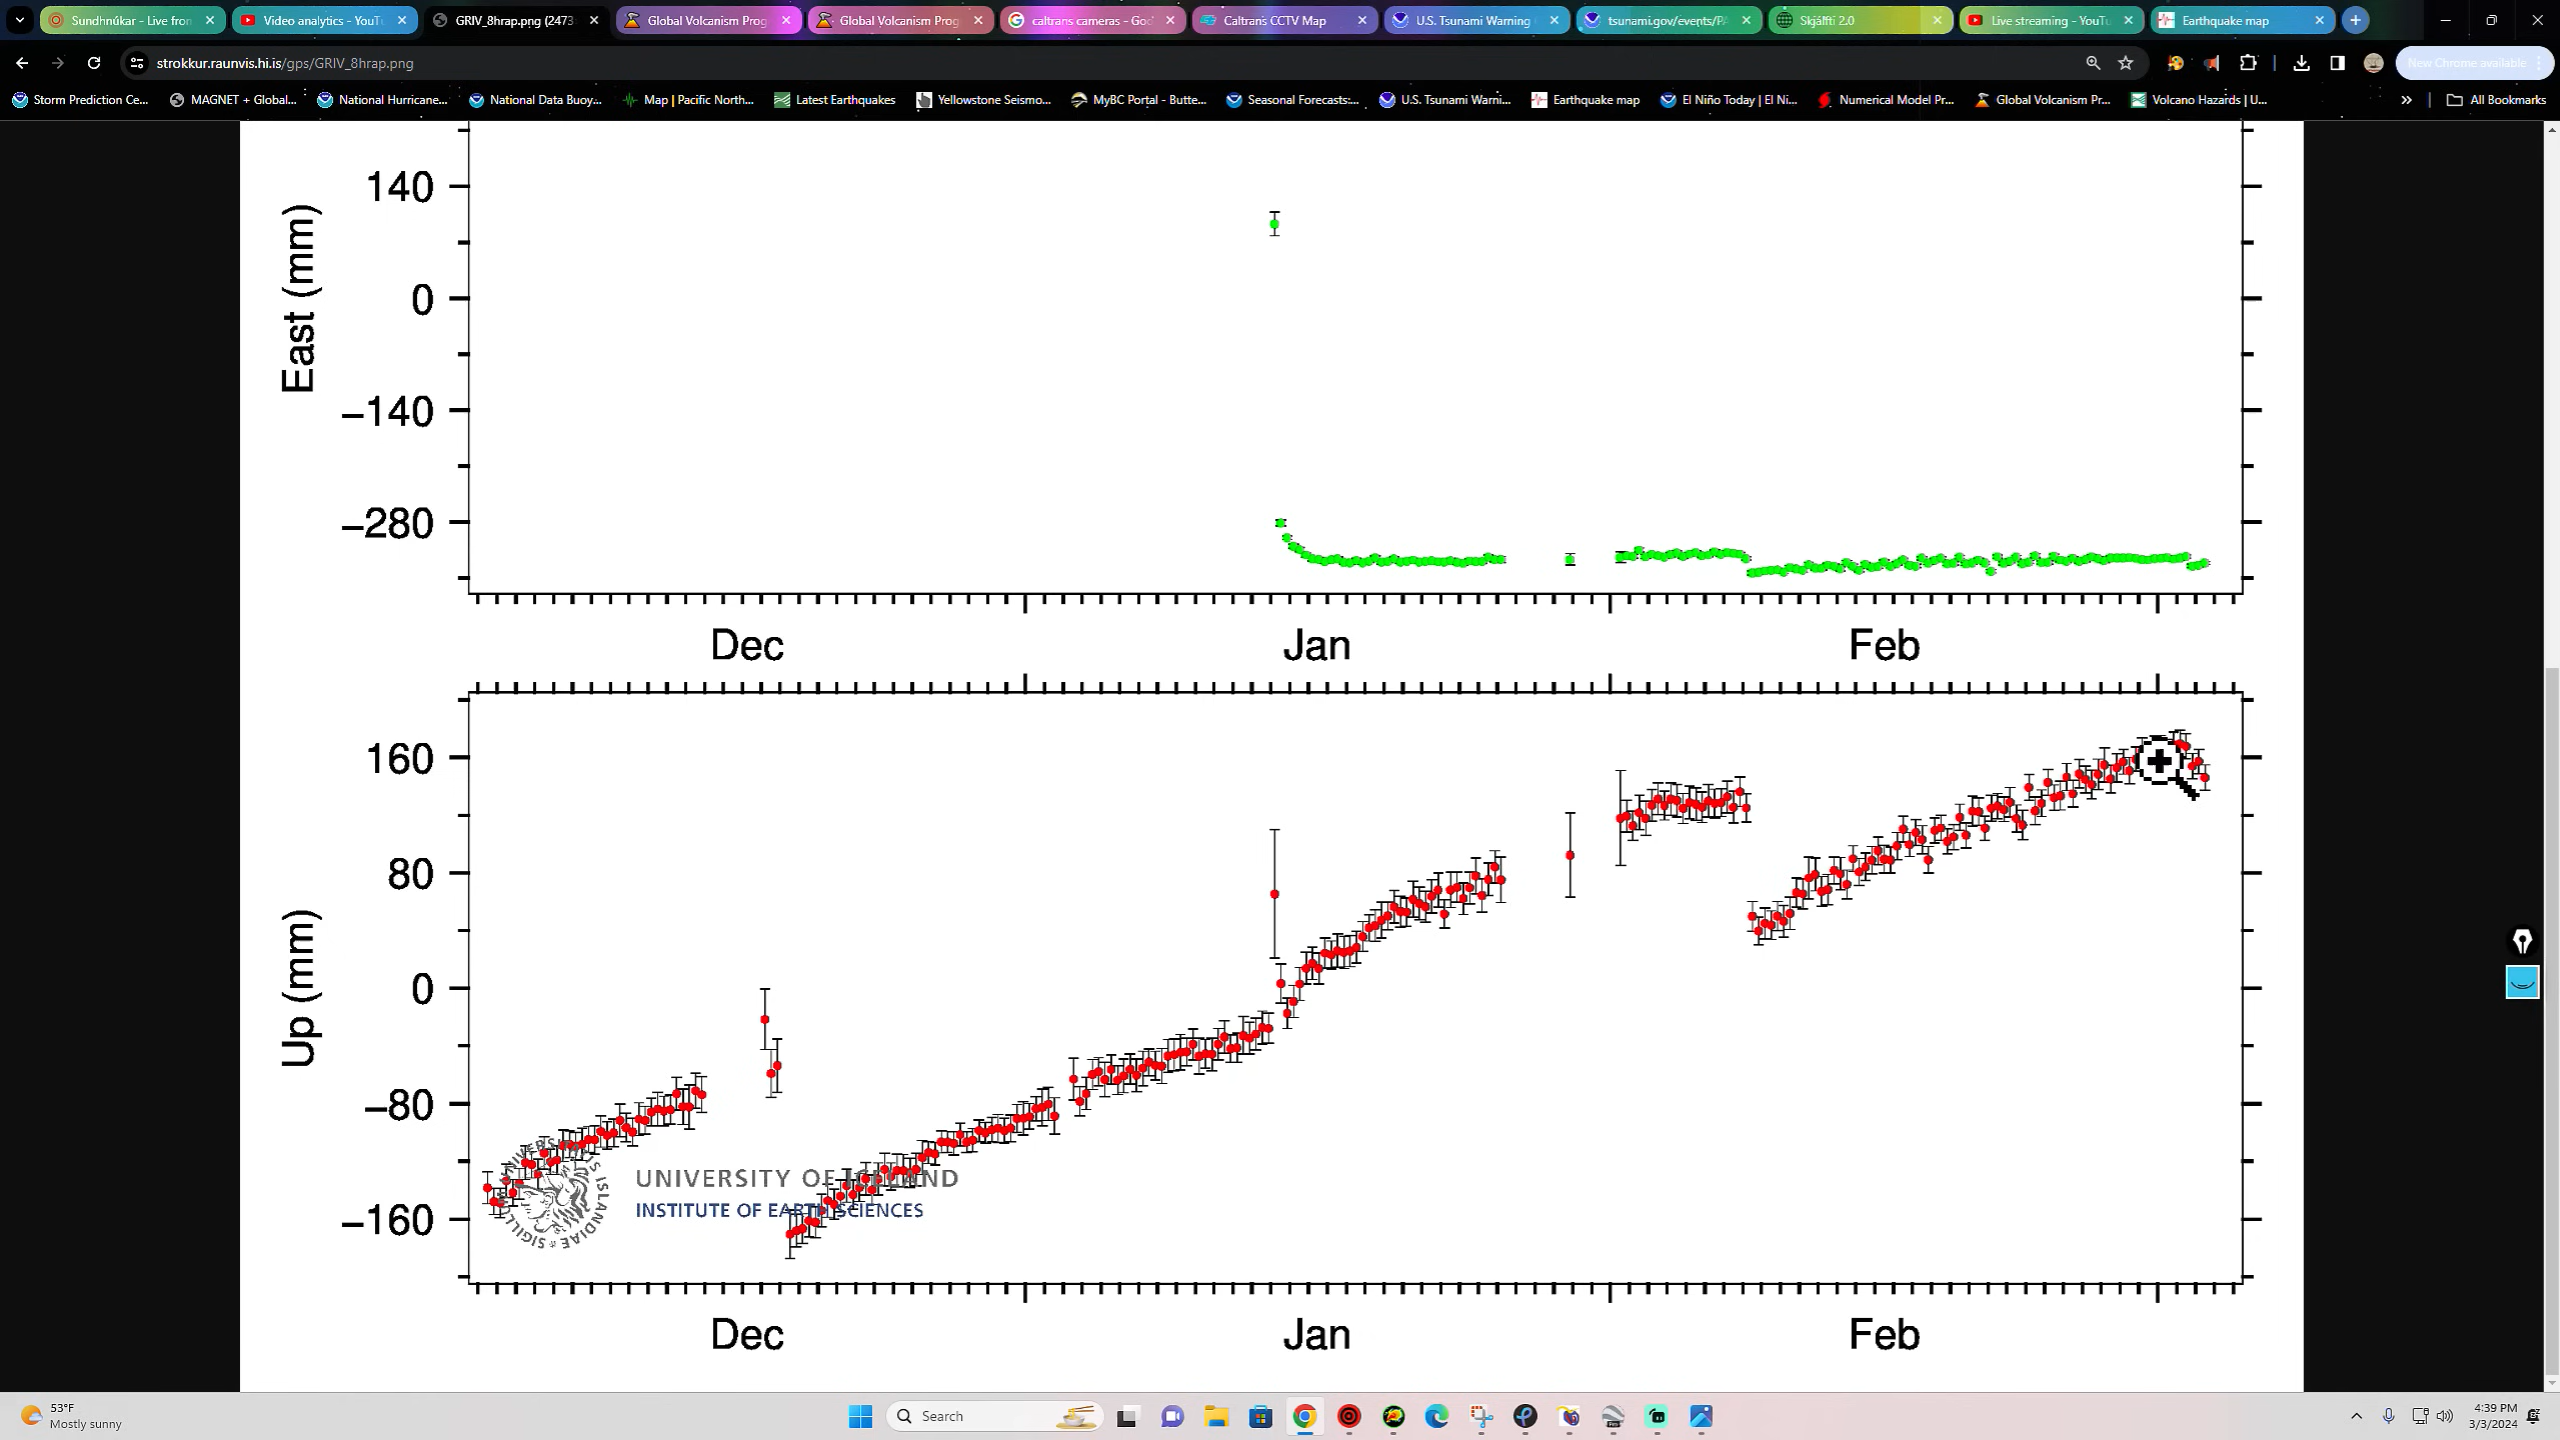 Sundhnúkar - Live from
Video analytics - YouTu
GRIV_8hrap.png (2473
Global Volcanism Prog
Global Volcanism Prog
caltrans cameras - Goo
Caltrans CCTV Map
U.S. Tsunami Warning
tsunami.gov/events/PA
Skjálfti 2.0
Live streaming - YouTu
Earthquake map
strokkur.raunvis.hi.is/gps/GRIV_8hrap.png
New Chrome available
Storm Prediction Ce...
MAGNET + Global...
National Hurricane...
National Data Buoy...
Map | Pacific North...
Latest Earthquakes
Yellowstone Seismo...
MyBC Portal - Butte...
Seasonal Forecasts:...
U.S. Tsunami Warni...
Earthquake map
El Niño Today | El Ni...
Numerical Model Pr...
Global Volcanism Pr...
Volcano Hazards | U...
All Bookmarks
East (mm)
140
0
−140
−280
Dec Jan Feb
Up (mm)
160
80
0
−80
−160
UNIVERSITY OF ICELAND
INSTITUTE OF EARTH SCIENCES
Dec Jan Feb
53°F
Mostly sunny
Search
4:39 PM
3/3/2024